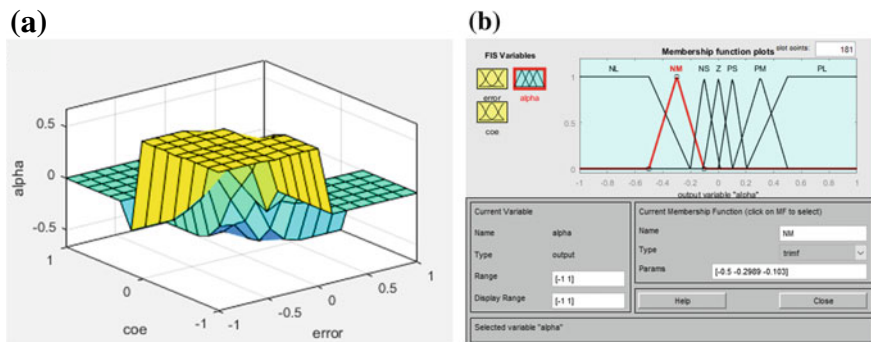 (a)
alpha
0.5
0
-0.5
1
0
-1
coe
-1
-0.5
0
0.5
1
error
(b)
FIS Variables
error
alpha
coe
Membership function plots
plot points:
181
NL
NM
NS
Z
PS
PM
PL
1
0.5
0
-1
-0.8
-0.6
-0.4
-0.2
0
0.2
0.4
0.6
0.8
1
output variable "alpha"
Current Variable
Name
alpha
Type
output
Range
[-1 1]
Display Range
[-1 1]
Current Membership Function (click on MF to select)
Name
NM
Type
trimf
Params
[-0.5 -0.2989 -0.103]
Help
Close
Selected variable "alpha"